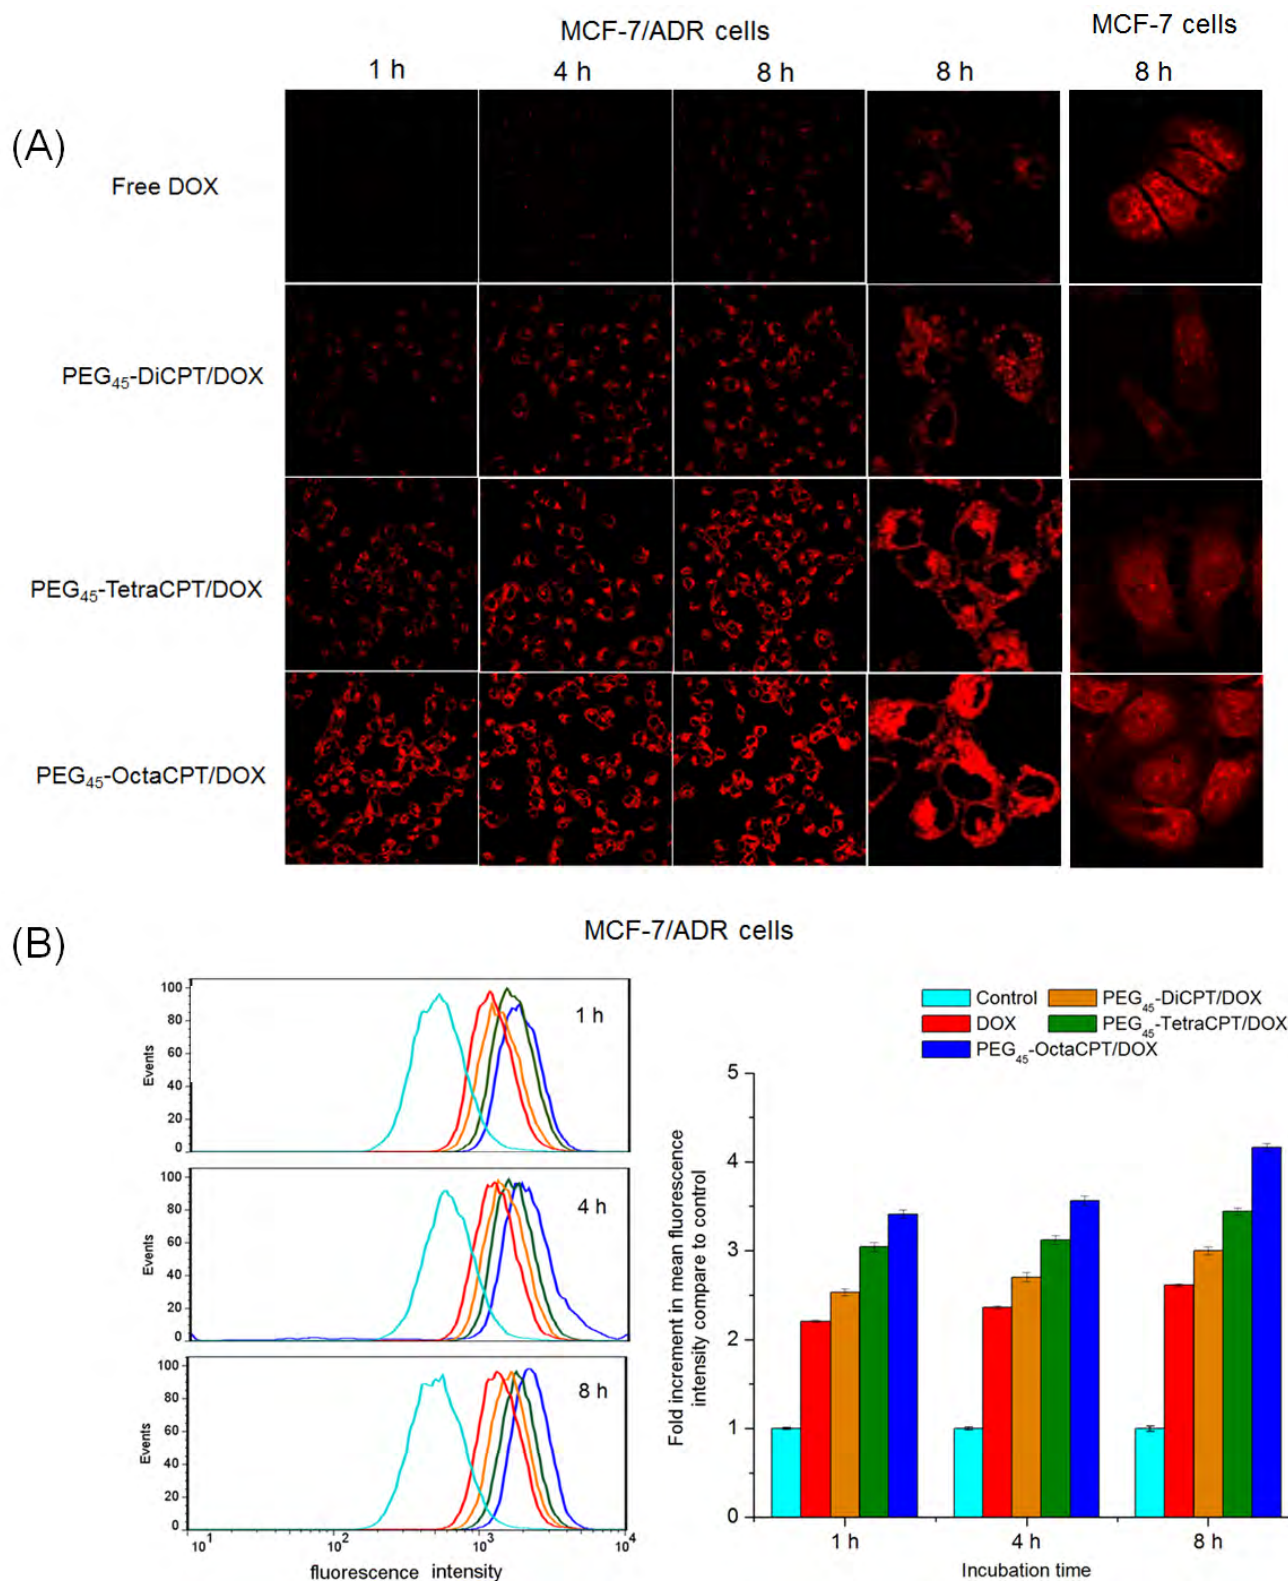 MCF-7/ADR cells
MCF-7 cells
1 h
4 h
8 h
8 h
8 h
(A)
Free DOX
PEG45-DiCPT/DOX
PEG45-TetraCPT/DOX
PEG45-OctaCPT/DOX
(B)
MCF-7/ADR cells
100
80
60
40
20
0
Events
1 h
100
80
60
40
20
0
Events
4 h
100
80
60
40
20
0
Events
8 h
10^1
10^2
10^3
10^4
fluorescence intensity
Control
PEG45-DiCPT/DOX
DOX
PEG45-TetraCPT/DOX
PEG45-OctaCPT/DOX
Fold increment in mean fluorescence
intensity compare to control
5
4
3
2
1
0
1 h
4 h
8 h
Incubation time